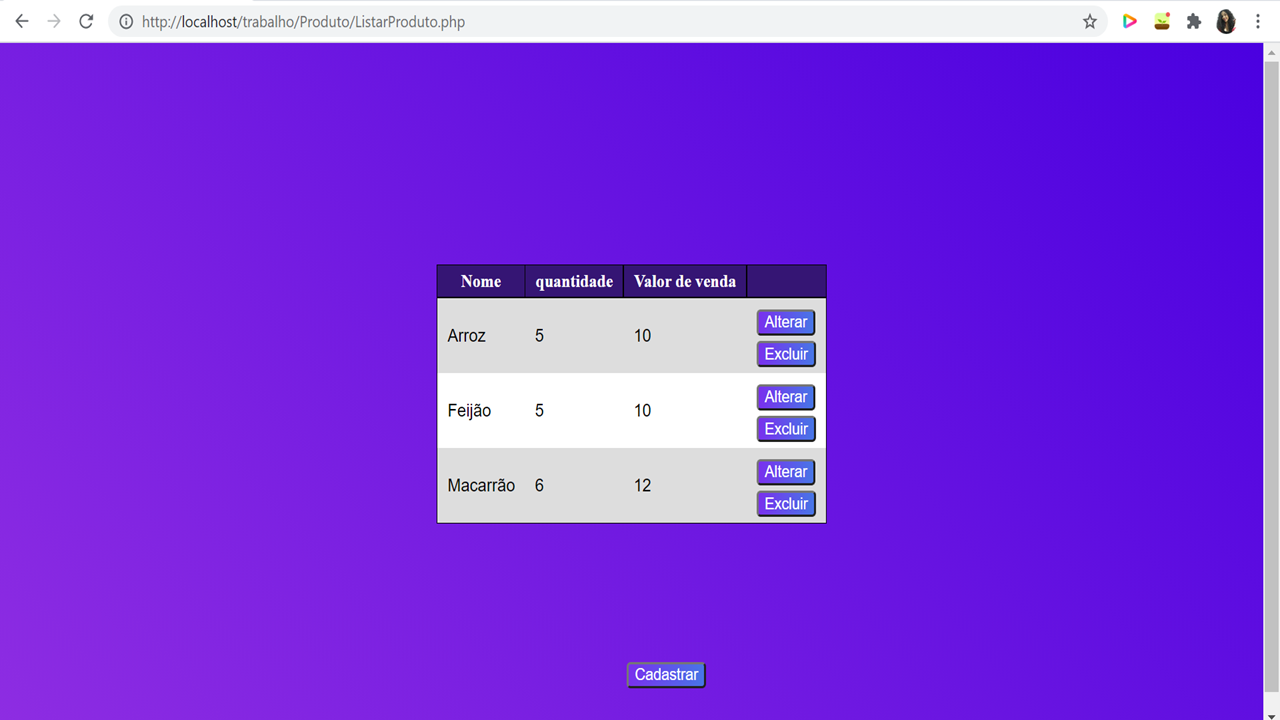 http://localhost/trabalho/Produto/ListarProduto.php
Nome quantidade Valor de venda
Arroz 5 10 Alterar
Excluir
Feijão 5 10 Alterar
Excluir
Macarrão 6 12 Alterar
Excluir
Cadastrar